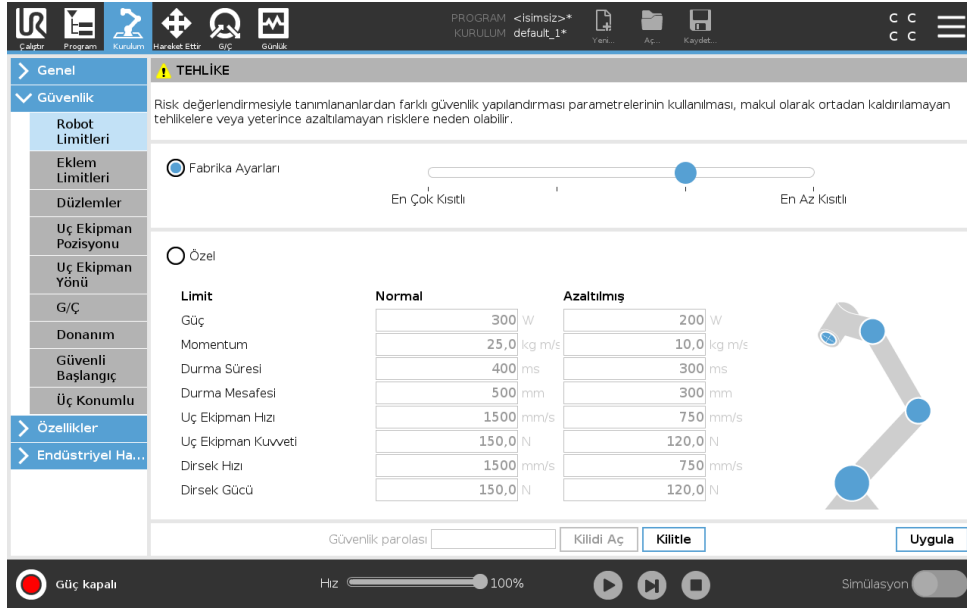 UR
PROGRAM <isimsiz>*
KURULUM default_1*
Çalıştır Program Kurulum Hareket Ettir G/Ç Günlük
Yeni... Aç... Kaydet...
C C
C C
Genel
Güvenlik
Robot
Limitleri
Eklem
Limitleri
Düzlemler
Uç Ekipman
Pozisyonu
Uç Ekipman
Yönü
G/Ç
Donanım
Güvenli
Başlangıç
Üç Konumlu
Özellikler
Endüstriyel Ha...
TEHLİKE
Risk değerlendirmesiyle tanımlananlardan farklı güvenlik yapılandırması parametrelerinin kullanılması, makul olarak ortadan kaldırılamayan
tehlikelere veya yeterince azaltılamayan risklere neden olabilir.
Fabrika Ayarları
En Çok Kısıtlı En Az Kısıtlı
Özel
Limit Normal Azaltılmış
Güç 300 W 200 W
Momentum 25,0 kg m/s 10,0 kg m/s
Durma Süresi 400 ms 300 ms
Durma Mesafesi 500 mm 300 mm
Uç Ekipman Hızı 1500 mm/s 750 mm/s
Uç Ekipman Kuvveti 150,0 N 120,0 N
Dirsek Hızı 1500 mm/s 750 mm/s
Dirsek Gücü 150,0 N 120,0 N
Güvenlik parolası Kilidi Aç Kilitle Uygula
Güç kapalı Hız 100% Simülasyon